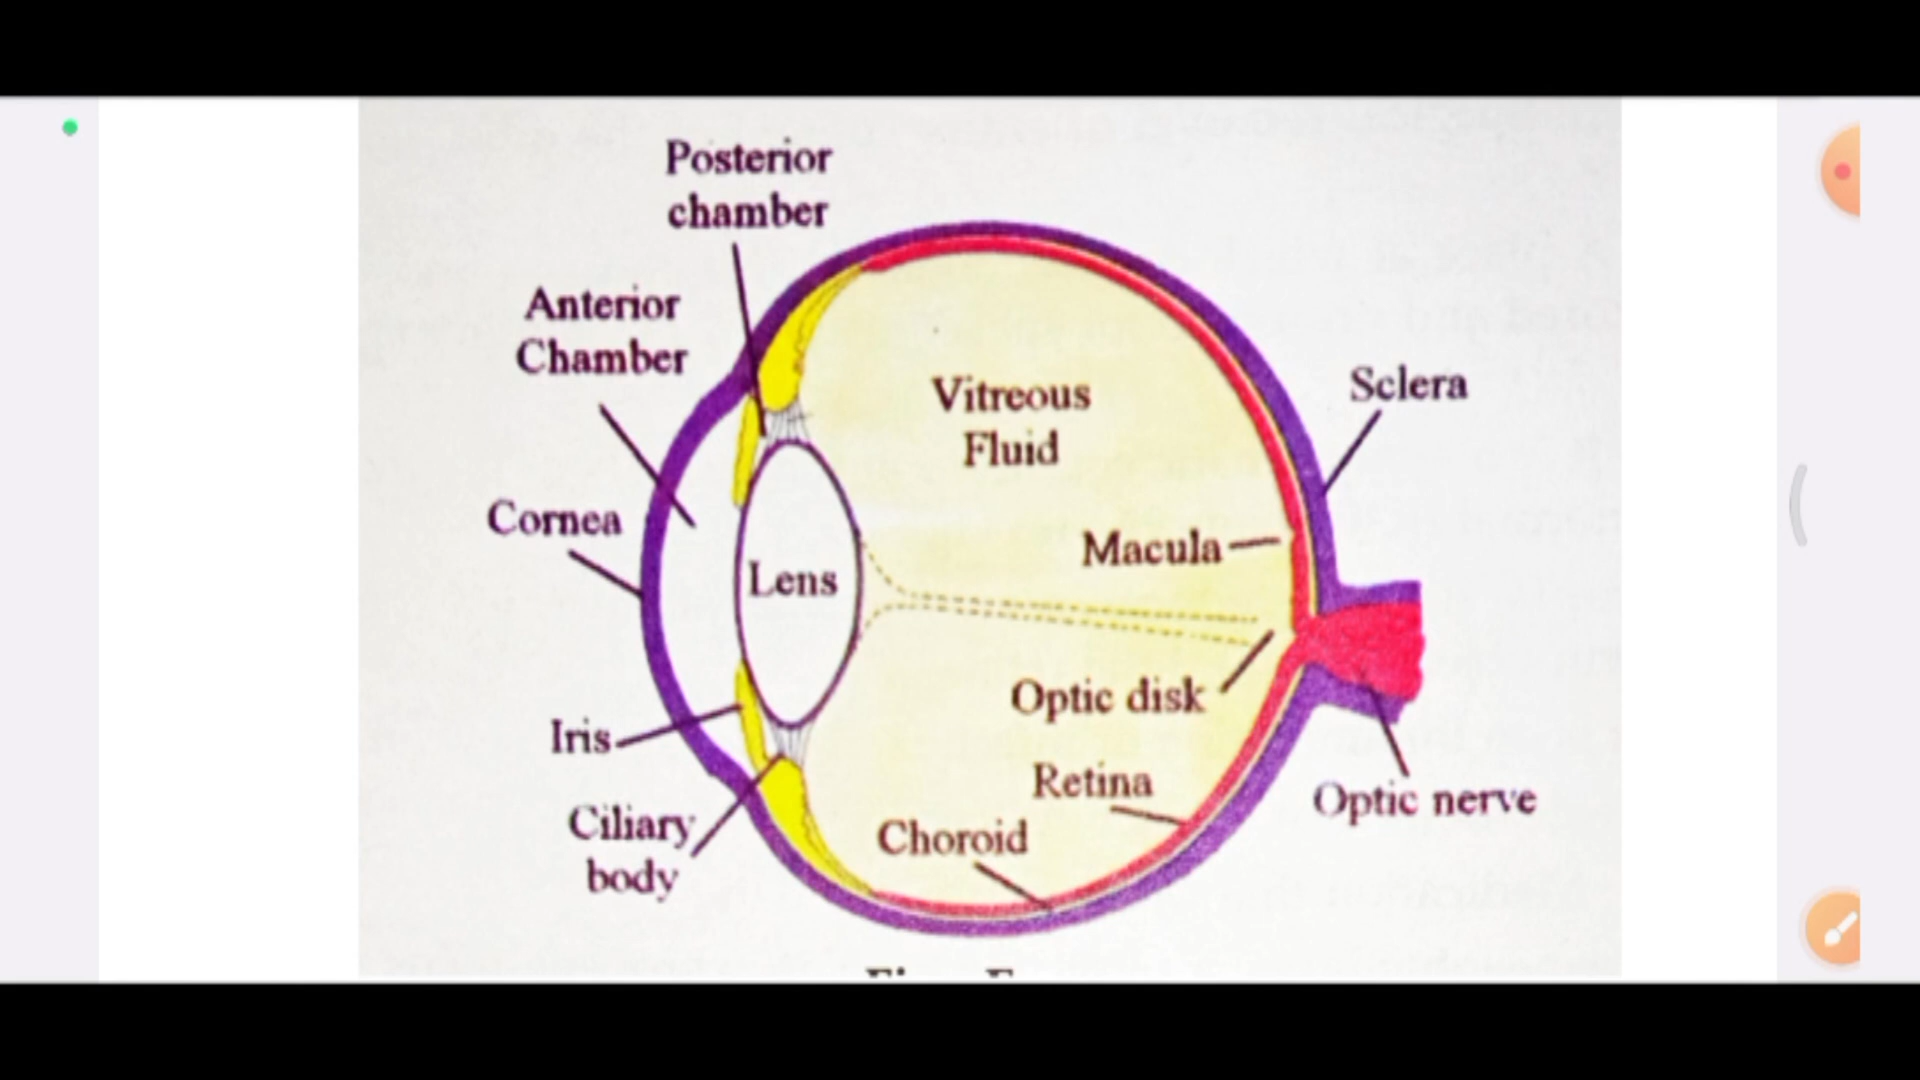 Posterior
chamber
Anterior
Chamber
Cornea
Iris
Ciliary
body
Lens
Vitreous
Fluid
Macula
Optic disk
Retina
Choroid
Sclera
Optic nerve